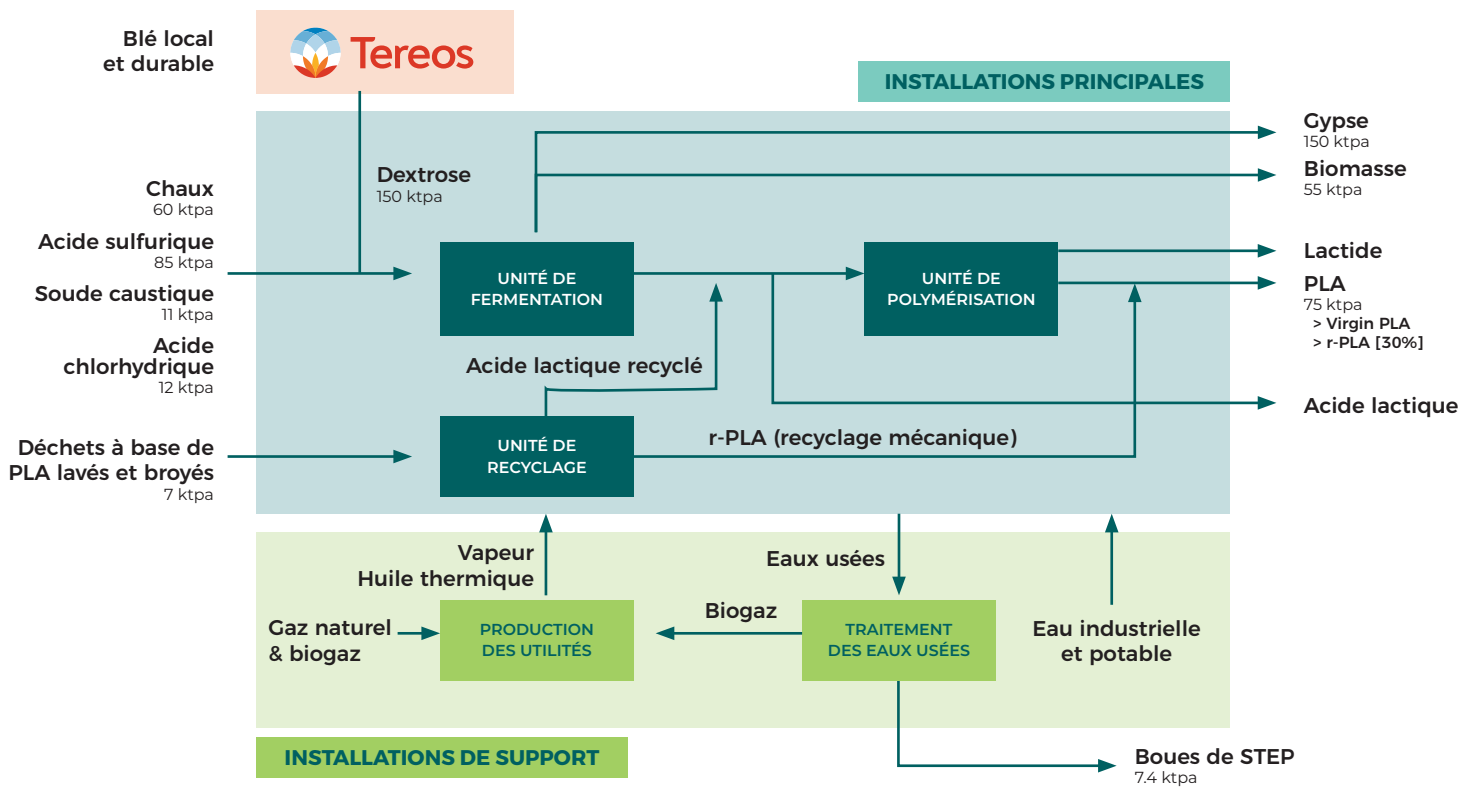 Blé local
et durable
Tereos
INSTALLATIONS PRINCIPALES
Gypse
150 ktpa
Biomasse
55 ktpa
Dextrose
150 ktpa
Chaux
60 ktpa
Acide sulfurique
85 ktpa
Soude caustique
11 ktpa
Acide
chlorhydrique
12 ktpa
UNITÉ DE
FERMENTATION
UNITÉ DE
POLYMÉRISATION
Lactide
PLA
75 ktpa
> Virgin PLA
> r-PLA [30%]
Acide lactique recyclé
Acide lactique
Déchets à base de
PLA lavés et broyés
7 ktpa
UNITÉ DE
RECYCLAGE
r-PLA (recyclage mécanique)
Vapeur
Huile thermique
Eaux usées
Gaz naturel
& biogaz
PRODUCTION
DES UTILITÉS
Biogaz
TRAITEMENT
DES EAUX USÉES
Eau industrielle
et potable
INSTALLATIONS DE SUPPORT
Boues de STEP
7.4 ktpa